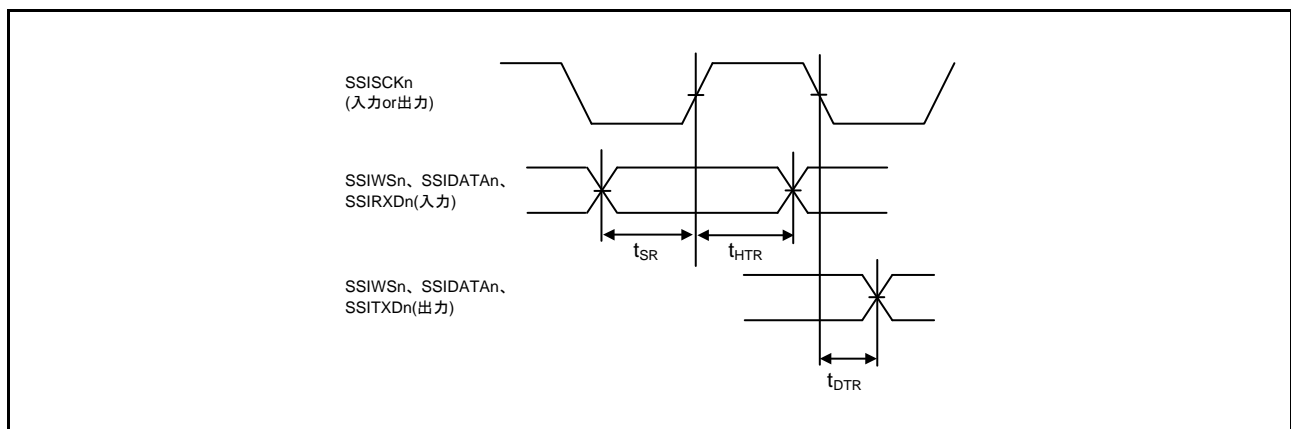 SSISCKn
(入力or出力)
SSIWSn、SSIDATAn、
SSIRXDn(入力)
tSR
tHTR
SSIWSn、SSIDATAn、
SSITXDn(出力)
tDTR